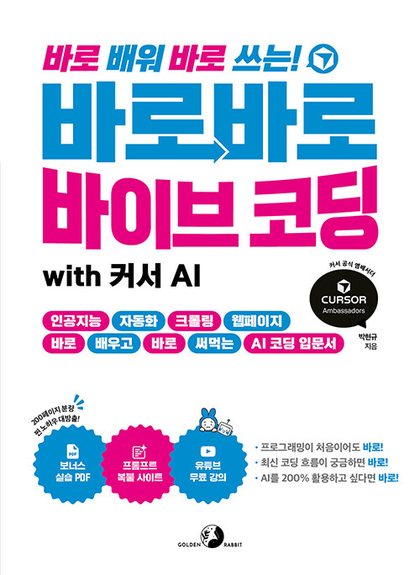 바로 배워 바로 쓰는!
바로바로
바이브 코딩
with 커서 AI
커서 공식 앰배서더
CURSOR
Ambassadors
박현규
지음
인공지능 자동화 크롤링 웹페이지
바로 배우고 바로 써먹는 AI 코딩 입문서
200페이지 분량
찐 노하우 대방출!
PDF
보너스
실습 PDF
프롬프트
복붙 사이트
유튜브
무료 강의
• 프로그래밍이 처음이어도 바로!
• 최신 코딩 흐름이 궁금하면 바로!
• AI를 200% 활용하고 싶다면 바로!
GOLDEN RABBIT